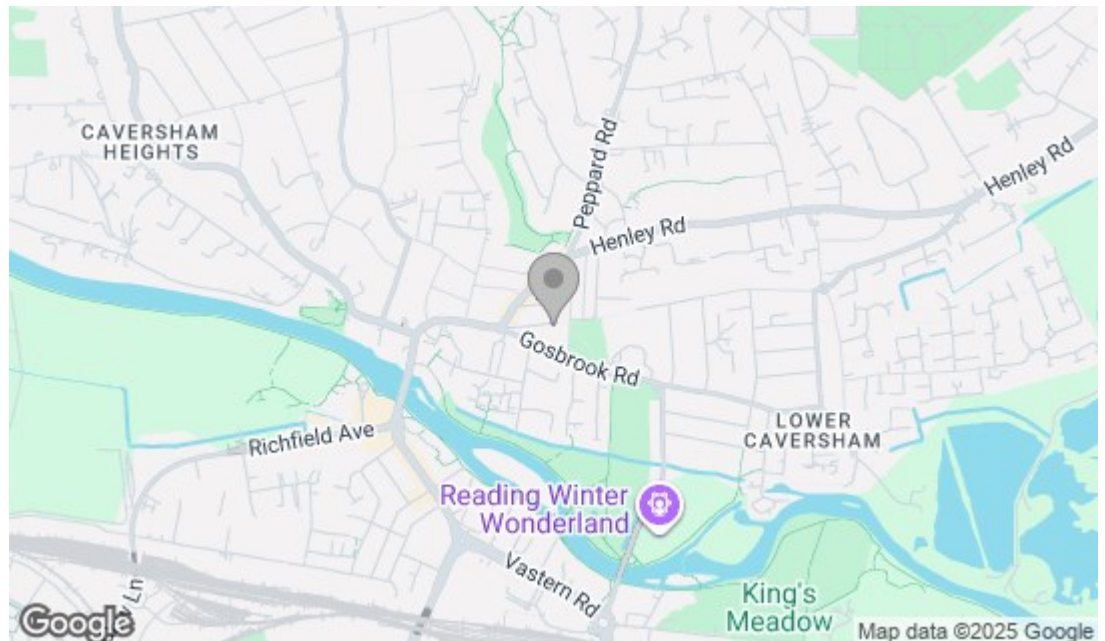 CAVERSHAM
HEIGHTS
Peppard Rd
Henley Rd
Henley Rd
Gosbrook Rd
LOWER
CAVERSHAM
Richfield Ave
Reading Winter
Wonderland
Vastern Rd
King's
Meadow
Ln
Google
Map data ©2025 Google